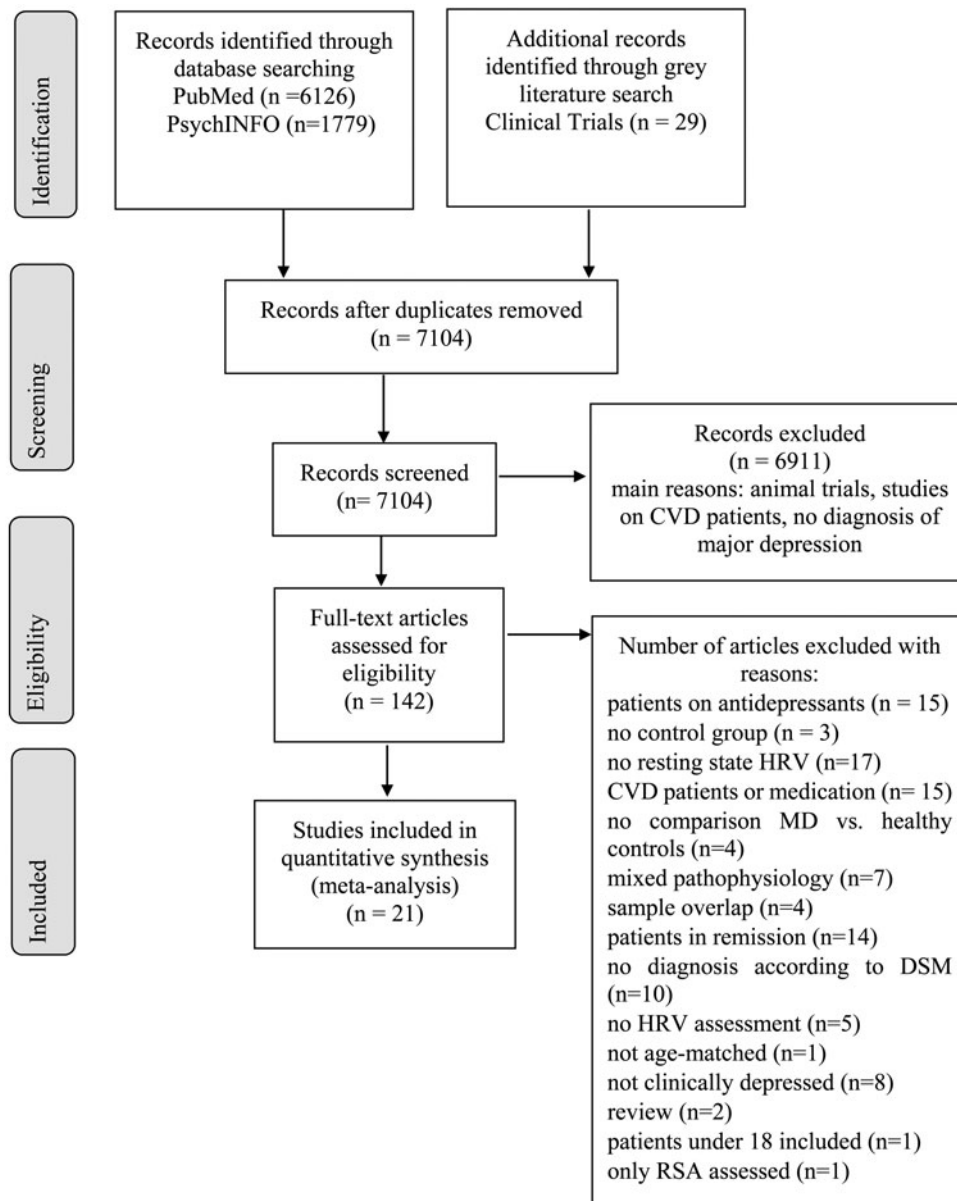 Identification
Records identified through
database searching
PubMed (n =6126)
PsychINFO (n=1779)
Additional records
identified through grey
literature search
Clinical Trials (n = 29)
Screening
Records after duplicates removed
(n = 7104)
Records screened
(n= 7104)
Records excluded
(n = 6911)
main reasons: animal trials, studies
on CVD patients, no diagnosis of
major depression
Eligibility
Full-text articles
assessed for
eligibility
(n = 142)
Number of articles excluded with
reasons:
patients on antidepressants (n = 15)
no control group (n = 3)
no resting state HRV (n=17)
CVD patients or medication (n= 15)
no comparison MD vs. healthy
controls (n=4)
mixed pathophysiology (n=7)
sample overlap (n=4)
patients in remission (n=14)
no diagnosis according to DSM
(n=10)
no HRV assessment (n=5)
not age-matched (n=1)
not clinically depressed (n=8)
review (n=2)
patients under 18 included (n=1)
only RSA assessed (n=1)
Included
Studies included in
quantitative synthesis
(meta-analysis)
(n = 21)